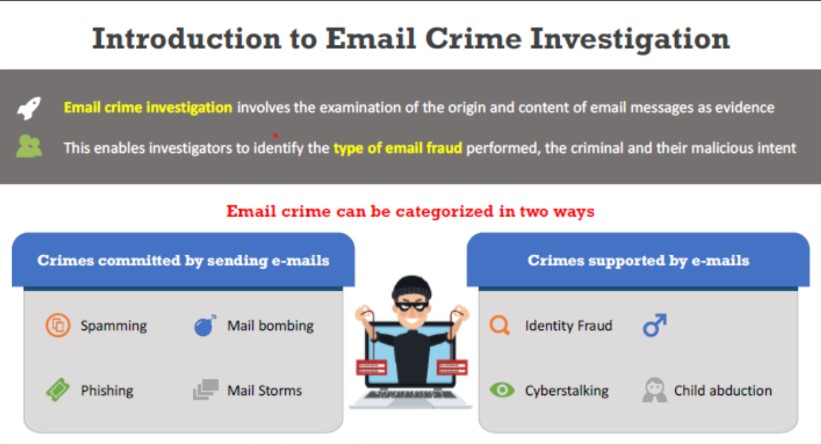 Introduction to Email Crime Investigation
Email crime investigation involves the examination of the origin and content of email messages as evidence
This enables investigators to identify the type of email fraud performed, the criminal and their malicious intent
Email crime can be categorized in two ways
Crimes committed by sending e-mails
Crimes supported by e-mails
Spamming
Mail bombing
Phishing
Mail Storms
Identity Fraud
Cyberstalking
Child abduction